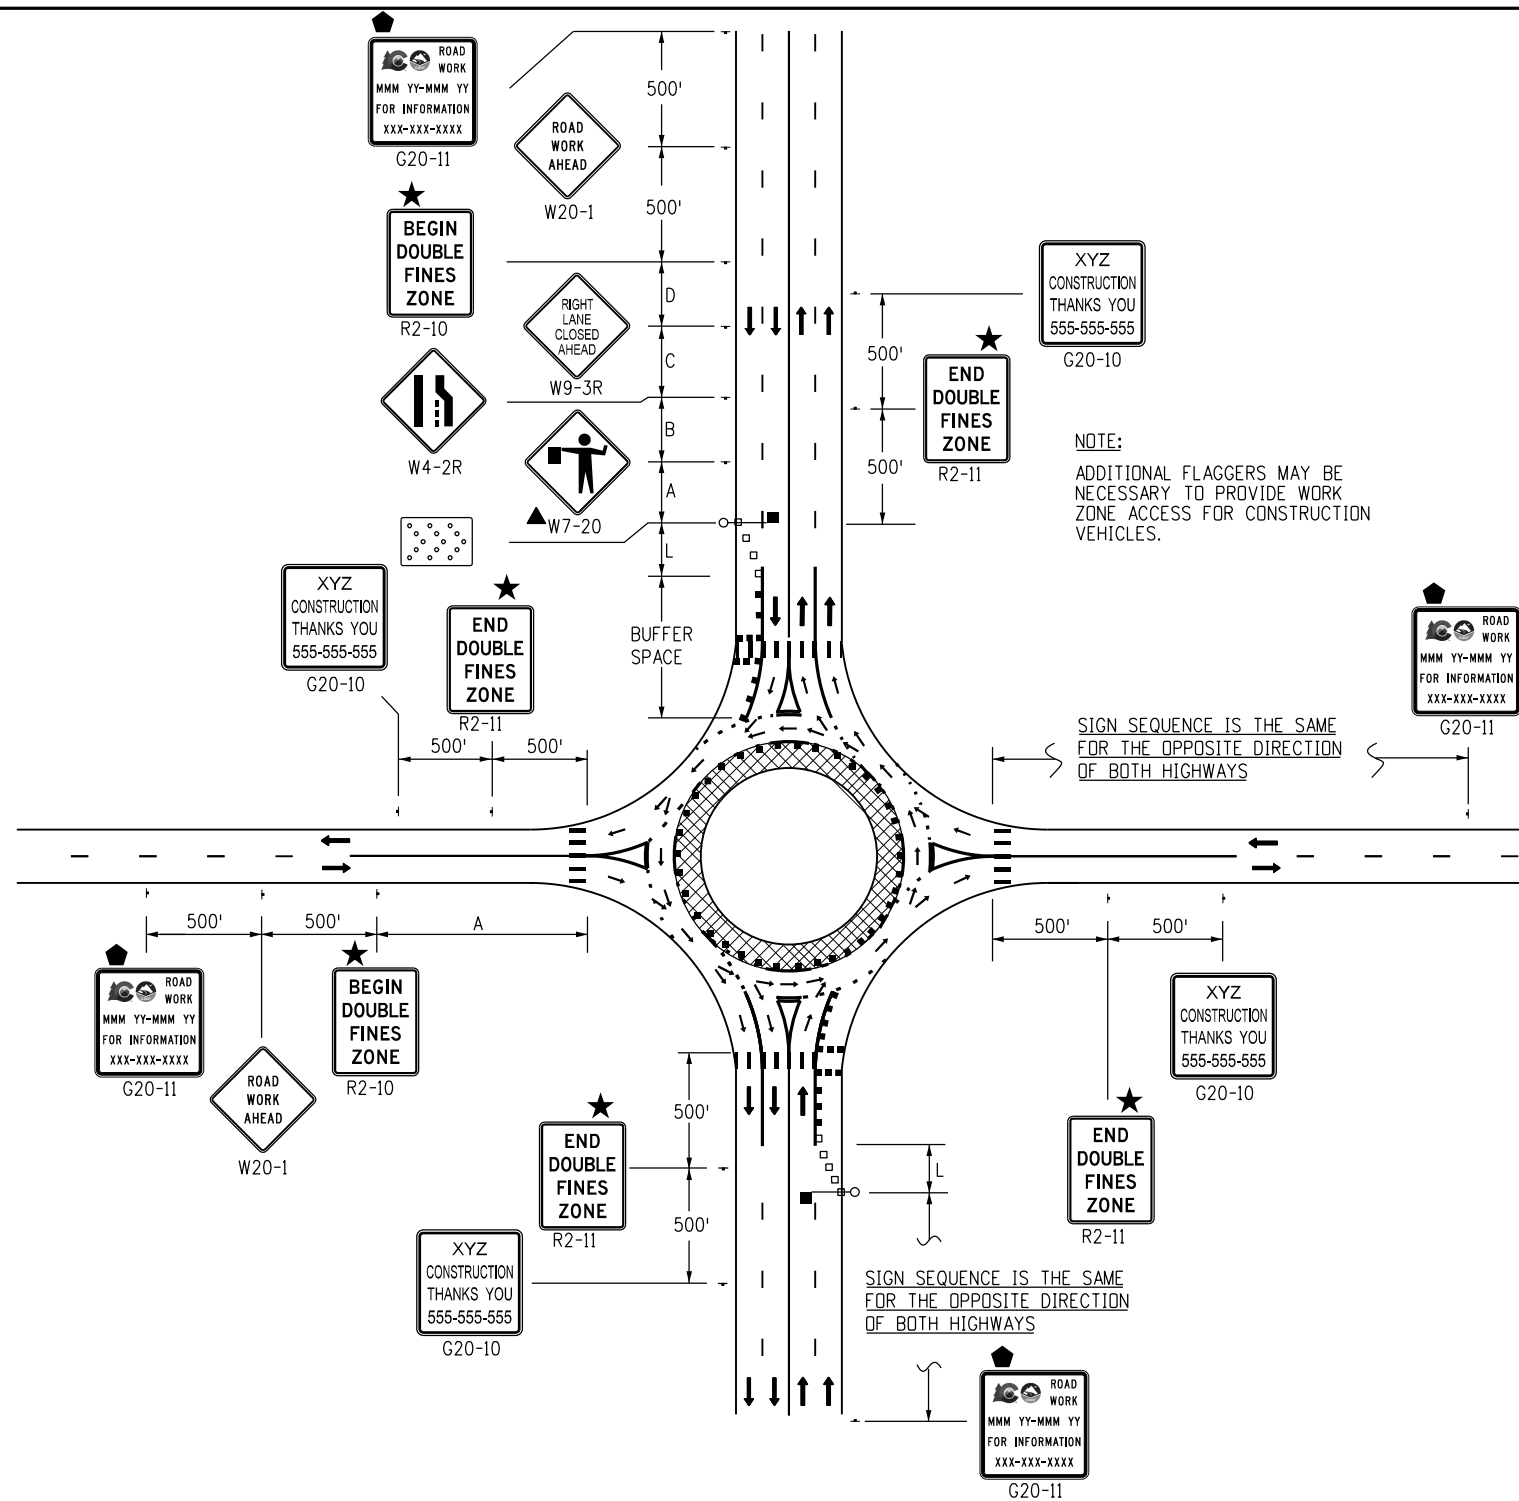 ROAD
WORK
MMM YY-MMM YY
FOR INFORMATION
XXX-XXX-XXXX
G20-11
ROAD
WORK
AHEAD
W20-1
500'
500'
BEGIN
DOUBLE
FINES
ZONE
R2-10
RIGHT
LANE
CLOSED
AHEAD
W9-3R
D
C
B
A
L
W4-2R
W7-20
XYZ
CONSTRUCTION
THANKS YOU
555-555-555
G20-10
500'
END
DOUBLE
FINES
ZONE
R2-11
500'
NOTE:
ADDITIONAL FLAGGERS MAY BE
NECESSARY TO PROVIDE WORK
ZONE ACCESS FOR CONSTRUCTION
VEHICLES.
XYZ
CONSTRUCTION
THANKS YOU
555-555-555
G20-10
END
DOUBLE
FINES
ZONE
R2-11
BUFFER
SPACE
500'
500'
ROAD
WORK
MMM YY-MMM YY
FOR INFORMATION
XXX-XXX-XXXX
G20-11
SIGN SEQUENCE IS THE SAME
FOR THE OPPOSITE DIRECTION
OF BOTH HIGHWAYS
500'
500'
A
ROAD
WORK
MMM YY-MMM YY
FOR INFORMATION
XXX-XXX-XXXX
G20-11
ROAD
WORK
AHEAD
W20-1
BEGIN
DOUBLE
FINES
ZONE
R2-10
500'
500'
XYZ
CONSTRUCTION
THANKS YOU
555-555-555
G20-10
END
DOUBLE
FINES
ZONE
R2-11
500'
END
DOUBLE
FINES
ZONE
R2-11
500'
XYZ
CONSTRUCTION
THANKS YOU
555-555-555
G20-10
L
SIGN SEQUENCE IS THE SAME
FOR THE OPPOSITE DIRECTION
OF BOTH HIGHWAYS
ROAD
WORK
MMM YY-MMM YY
FOR INFORMATION
XXX-XXX-XXXX
G20-11